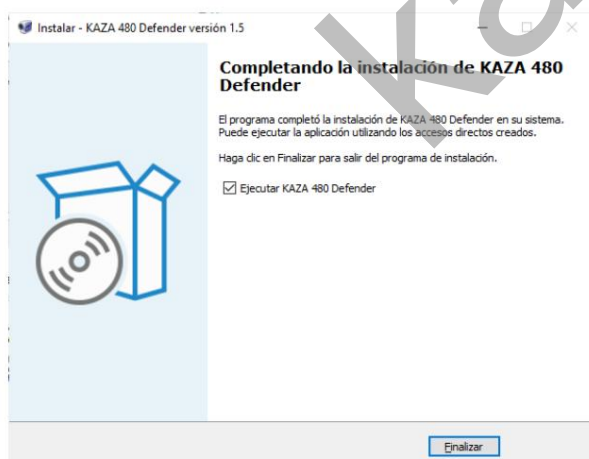 Instalar - KAZA 480 Defender versión 1.5
Completando la instalación de KAZA 480
Defender
El programa completó la instalación de KAZA 480 Defender en su sistema.
Puede ejecutar la aplicación utilizando los accesos directos creados.
Haga clic en Finalizar para salir del programa de instalación.
Ejecutar KAZA 480 Defender
Finalizar